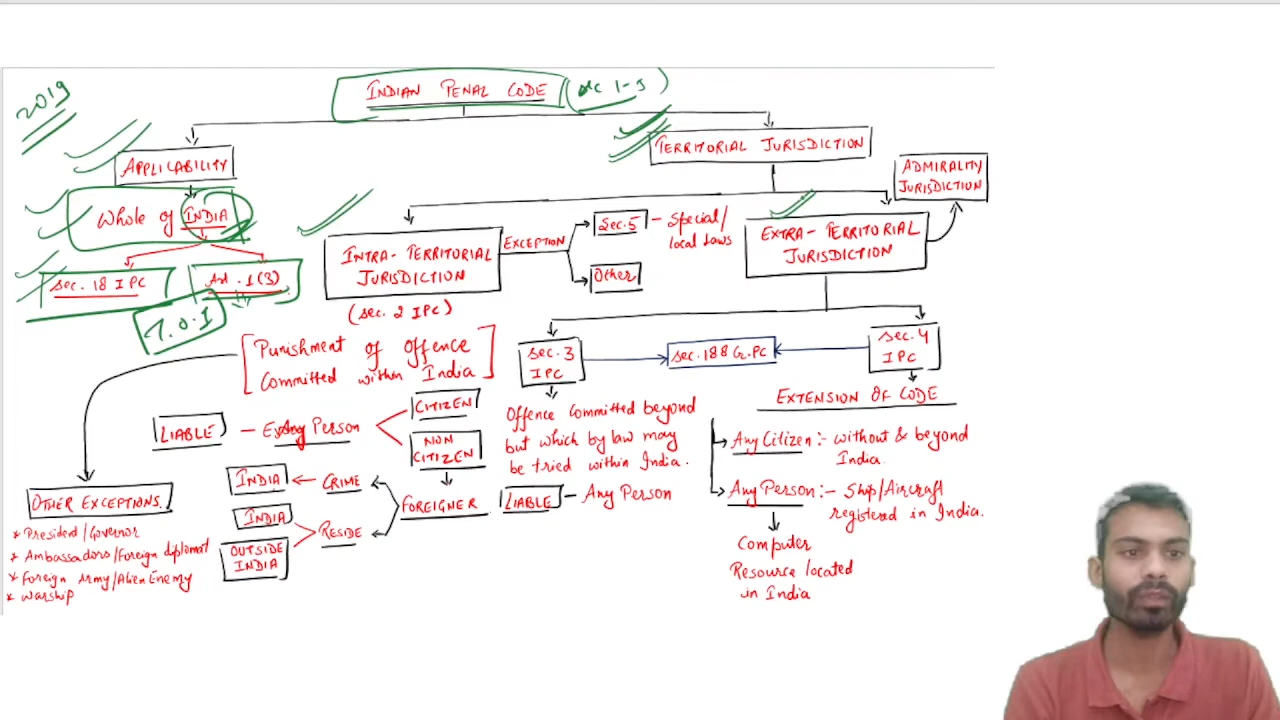 2019
INDIAN PENAL CODE (Sec 1-5)
APPLICABILITY
TERRITORIAL JURISDICTION
ADMIRALITY
JURISDICTION
Whole of INDIA
Sec. 18 IPC
Art. 1(3)
T.O.I
INTRA-TERRITORIAL
JURISDICTION
(Sec. 2 IPC)
EXCEPTION
Sec.5 - Special/
local laws
Other
EXTRA-TERRITORIAL
JURISDICTION
Punishment of offence
Committed within India
Sec.3
IPC
Sec.188 Cr.PC
Sec.4
IPC
LIABLE - Any Person
CITIZEN
NON
CITIZEN
FOREIGNER
CRIME
INDIA
RESIDE
INDIA
OUTSIDE
INDIA
OTHER EXCEPTIONS.
* President/Governor
* Ambassadors/Foreign diplomat
* Foreign Army/Alien Enemy
* Warship
Offence Committed beyond
but which by law may
be tried within India.
LIABLE - Any Person
EXTENSION OF CODE
Any Citizen :- without & beyond
India.
Any Person :- Ship/Aircraft
registered in India.
Computer
Resource located
in India